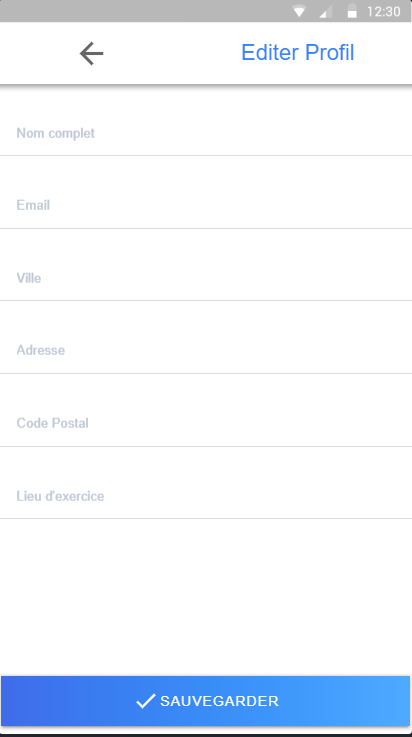 12:30
Editer Profil
Nom complet
Email
Ville
Adresse
Code Postal
Lieu d'exercice
SAUVEGARDER